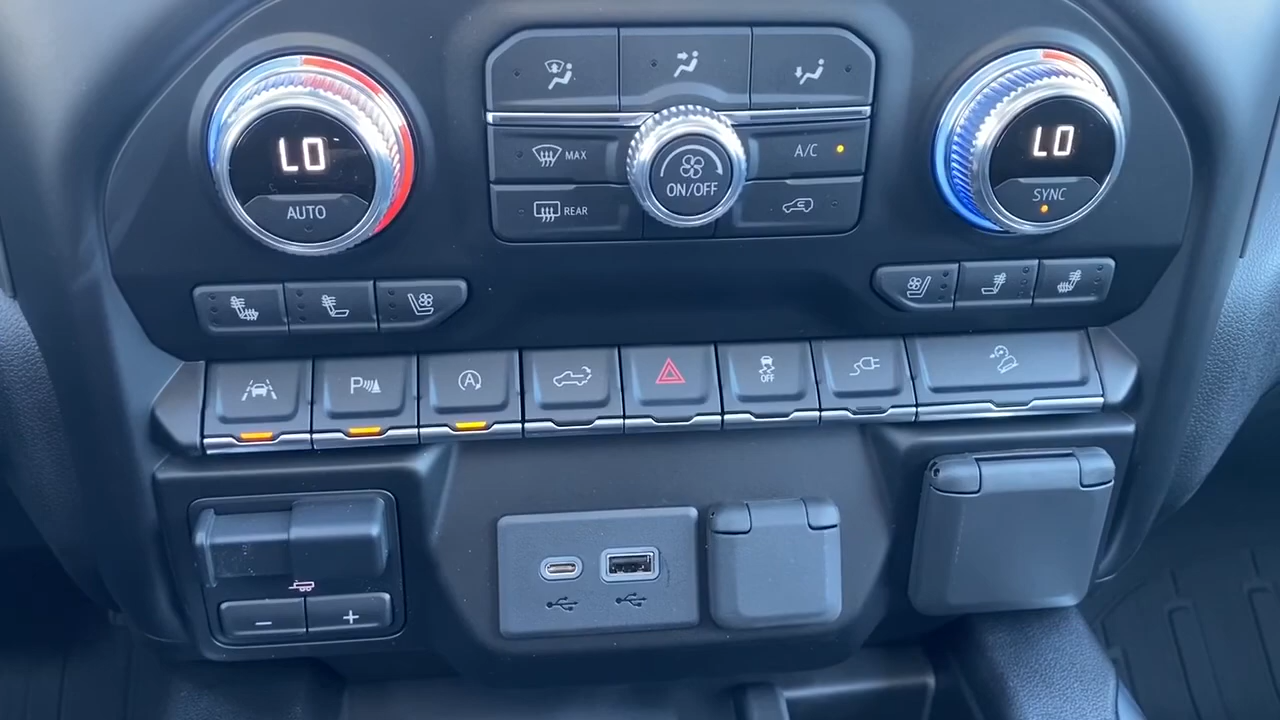 LO
AUTO
MAX
REAR
ON/OFF
A/C
LO
SYNC
A
P
OFF
− +